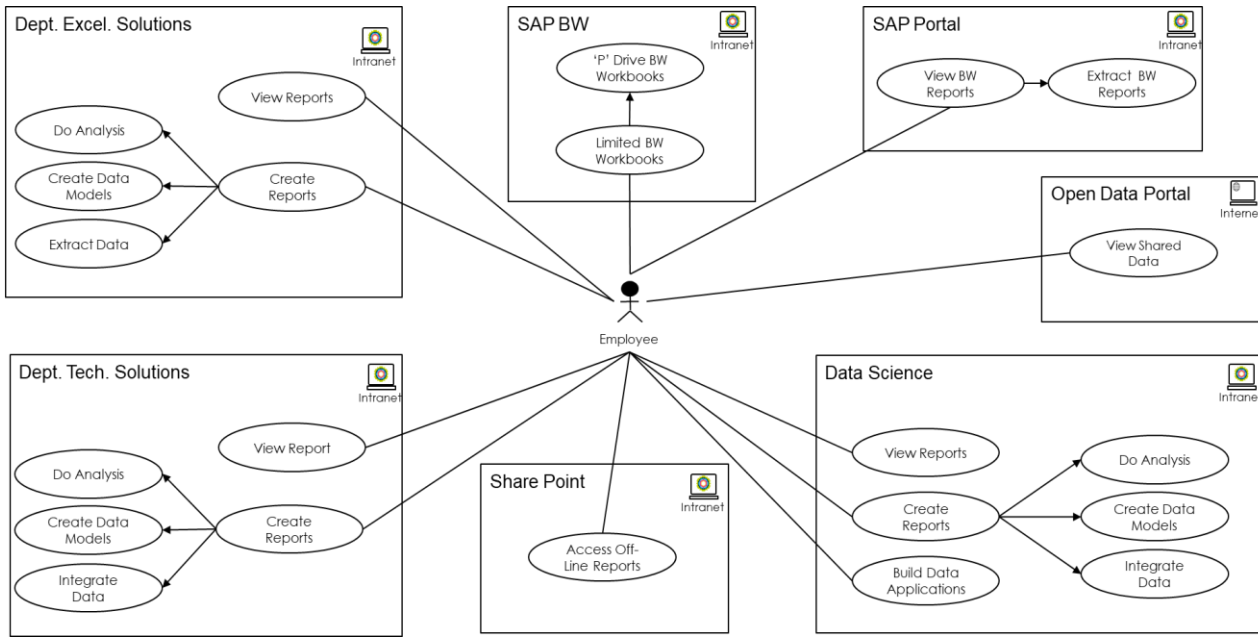 Dept. Excel. Solutions
Intranet
View Reports
Do Analysis
Create Data
Models
Create
Reports
Extract Data
SAP BW
Intranet
‘P’ Drive BW
Workbooks
Limited BW
Workbooks
SAP Portal
Intranet
View BW
Reports
Extract BW
Reports
Open Data Portal
Interne
View Shared
Data
Employee
Dept. Tech. Solutions
Intranet
View Report
Do Analysis
Create Data
Models
Create
Reports
Integrate
Data
Share Point
Intranet
Access Off-
Line Reports
Data Science
Intrane
View Reports
Do Analysis
Create
Reports
Create Data
Models
Build Data
Applications
Integrate
Data